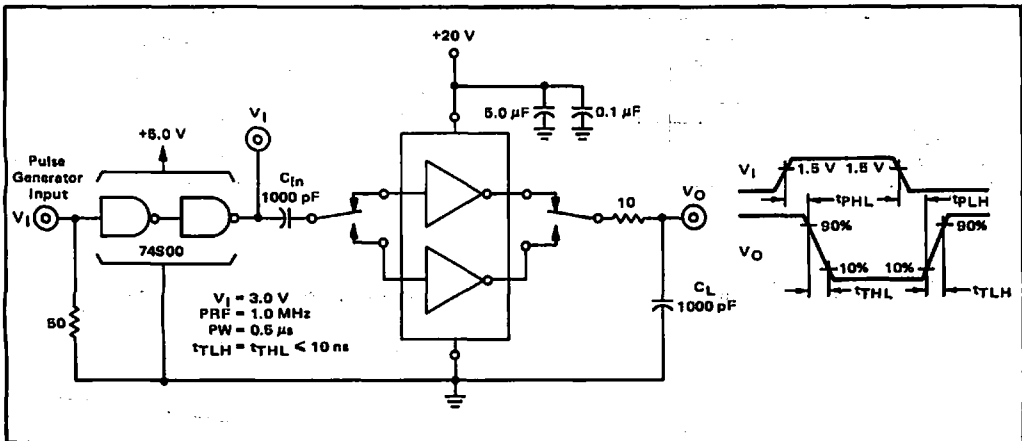 +20 V
5.0 μF
0.1 μF
+5.0 V
VI
Pulse
Generator
Input
VI
Cin
1000 pF
74S00
50
VI = 3.0 V
PRF = 1.0 MHz
PW = 0.5 μs
tTLH = tTHL ≤ 10 ns
10
VO
CL
1000 pF
VI
1.5 V 1.5 V
tPHL
tPLH
VO
90%
90%
10%
10%
tTHL
tTLH